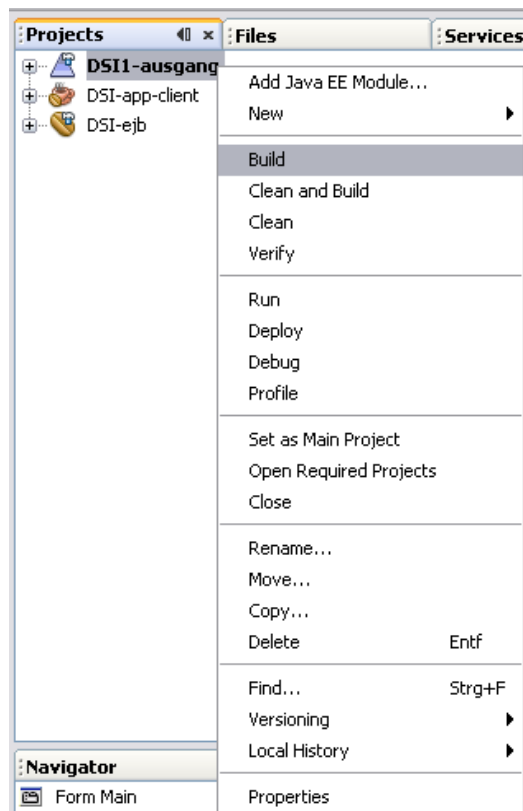 Projects
Files
Services
DSI1-ausgang
DSI-app-client
DSI-ejb
Add Java EE Module...
New
Build
Clean and Build
Clean
Verify
Run
Deploy
Debug
Profile
Set as Main Project
Open Required Projects
Close
Rename...
Move...
Copy...
Delete Entf
Find... Strg+F
Versioning
Local History
Properties
Navigator
Form Main